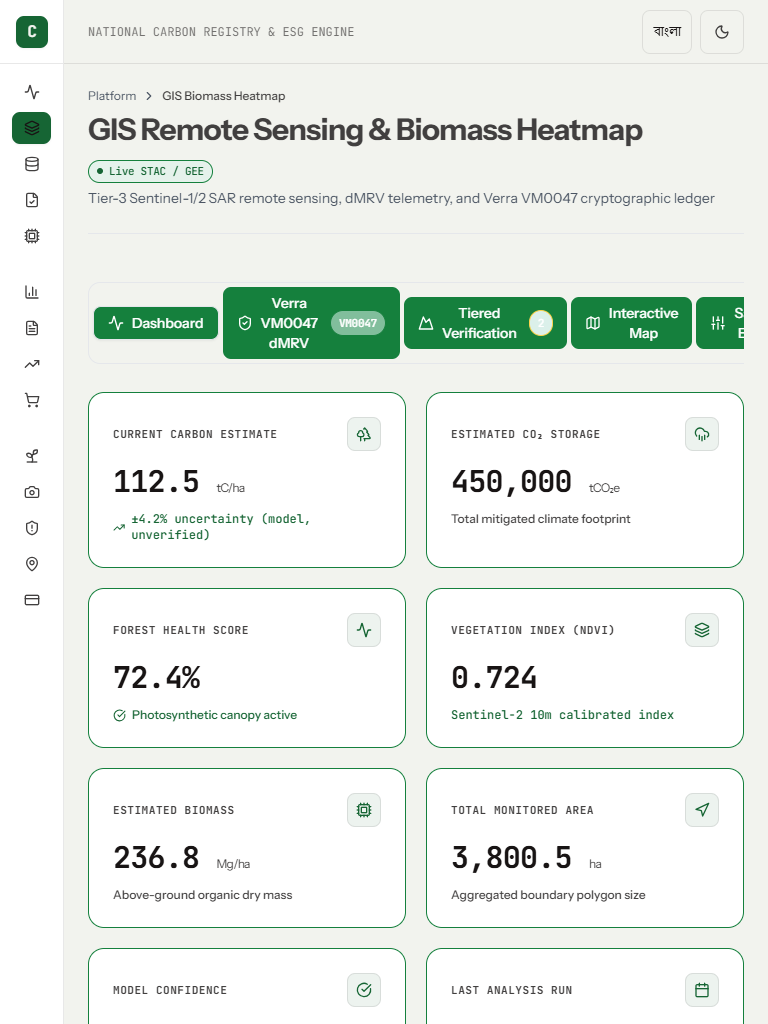 C
NATIONAL CARBON REGISTRY & ESG ENGINE
বাংলা
Platform > GIS Biomass Heatmap
GIS Remote Sensing & Biomass Heatmap
Live STAC / GEE
Tier-3 Sentinel-1/2 SAR remote sensing, dMRV telemetry, and Verra VM0047 cryptographic ledger
Dashboard
Verra
VM0047
dMRV
VM0047
Tiered
Verification
2
Interactive
Map
CURRENT CARBON ESTIMATE
112.5 tC/ha
±4.2% uncertainty (model,
unverified)
ESTIMATED CO₂ STORAGE
450,000 tCO₂e
Total mitigated climate footprint
FOREST HEALTH SCORE
72.4%
Photosynthetic canopy active
VEGETATION INDEX (NDVI)
0.724
Sentinel-2 10m calibrated index
ESTIMATED BIOMASS
236.8 Mg/ha
Above-ground organic dry mass
TOTAL MONITORED AREA
3,800.5 ha
Aggregated boundary polygon size
MODEL CONFIDENCE
LAST ANALYSIS RUN